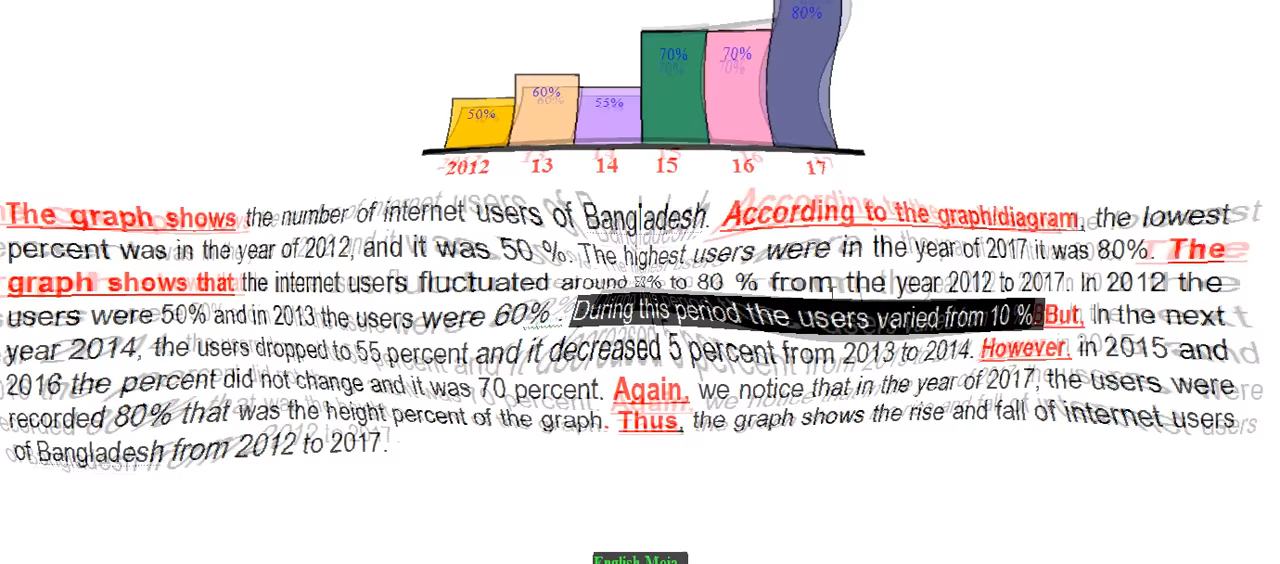 80%
70% 70%
60%
50% 55%
2012 13 14 15 16 17
The graph shows the number of internet users of Bangladesh. According to the graph/diagram, the lowest
percent was in the year of 2012, and it was 50 %. The highest users were in the year of 2017 it was 80%. The
graph shows that the internet users fluctuated around % to 80 % from the year 2012 to 2017. In 2012 the
users were 50% and in 2013 the users were 60%. During this period the users varied from 10 %. But, In the next
year 2014, the users dropped to 55 percent and it decreased 5 percent from 2013 to 2014. However, in 2015 and
2016 the percent did not change and it was 70 percent. Again, we notice that in the year of 2017, the users were
recorded 80% that was the height percent of the graph. Thus, the graph shows the rise and fall of internet users
of Bangladesh from 2012 to 2017.
English Moja